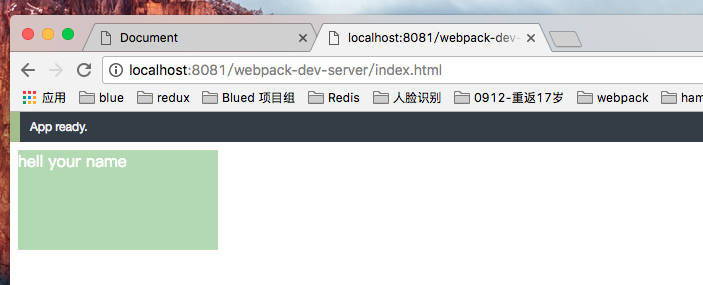 Document
localhost:8081/webpack-dev-
localhost:8081/webpack-dev-server/index.html
应用 blue redux Blued 项目组 Redis 人脸识别 0912-重返17岁 webpack ham
App ready.
hell your name